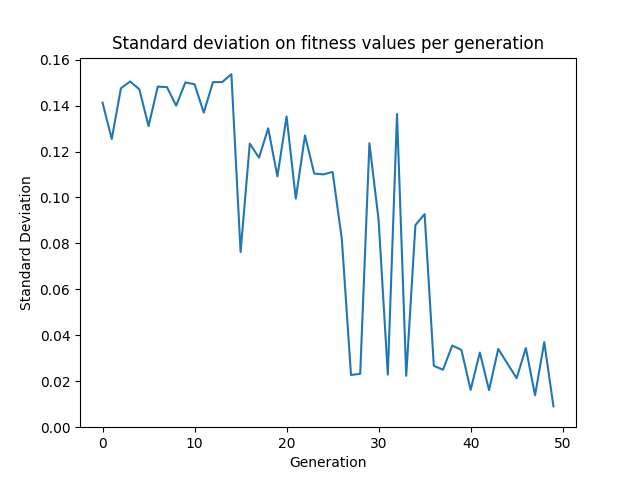 Standard deviation on fitness values per generation
0.16
0.14
0.12
0.10
0.08
0.06
0.04
0.02
0.00
Standard Deviation
0 10 20 30 40 50
Generation